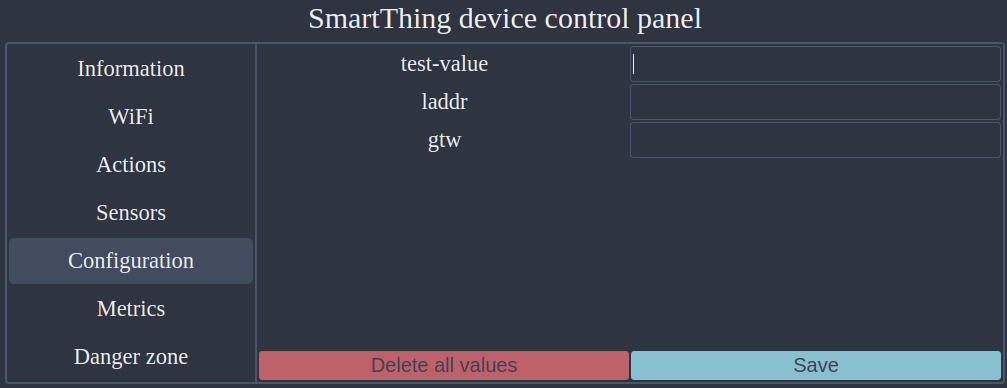 SmartThing device control panel
Information
WiFi
Actions
Sensors
Configuration
Metrics
Danger zone
test-value
laddr
gtw
Delete all values
Save